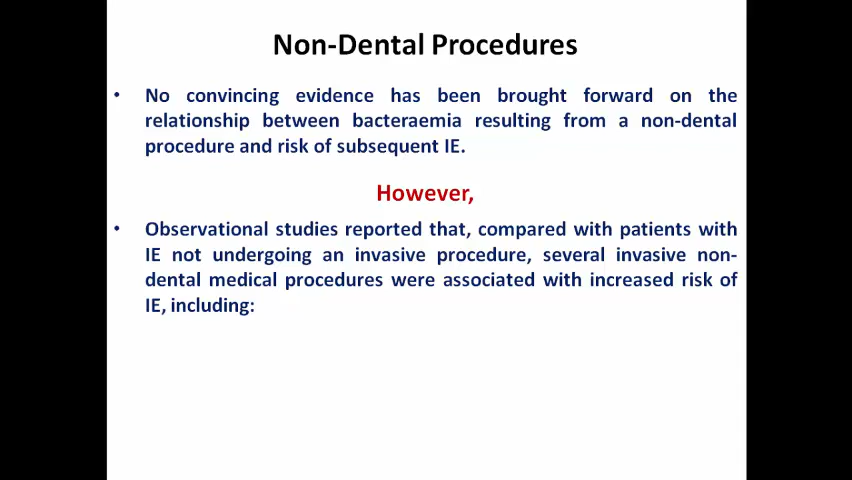 Non-Dental Procedures
• No convincing evidence has been brought forward on the
relationship between bacteraemia resulting from a non-dental
procedure and risk of subsequent IE.
However,
• Observational studies reported that, compared with patients with
IE not undergoing an invasive procedure, several invasive non-
dental medical procedures were associated with increased risk of
IE, including: